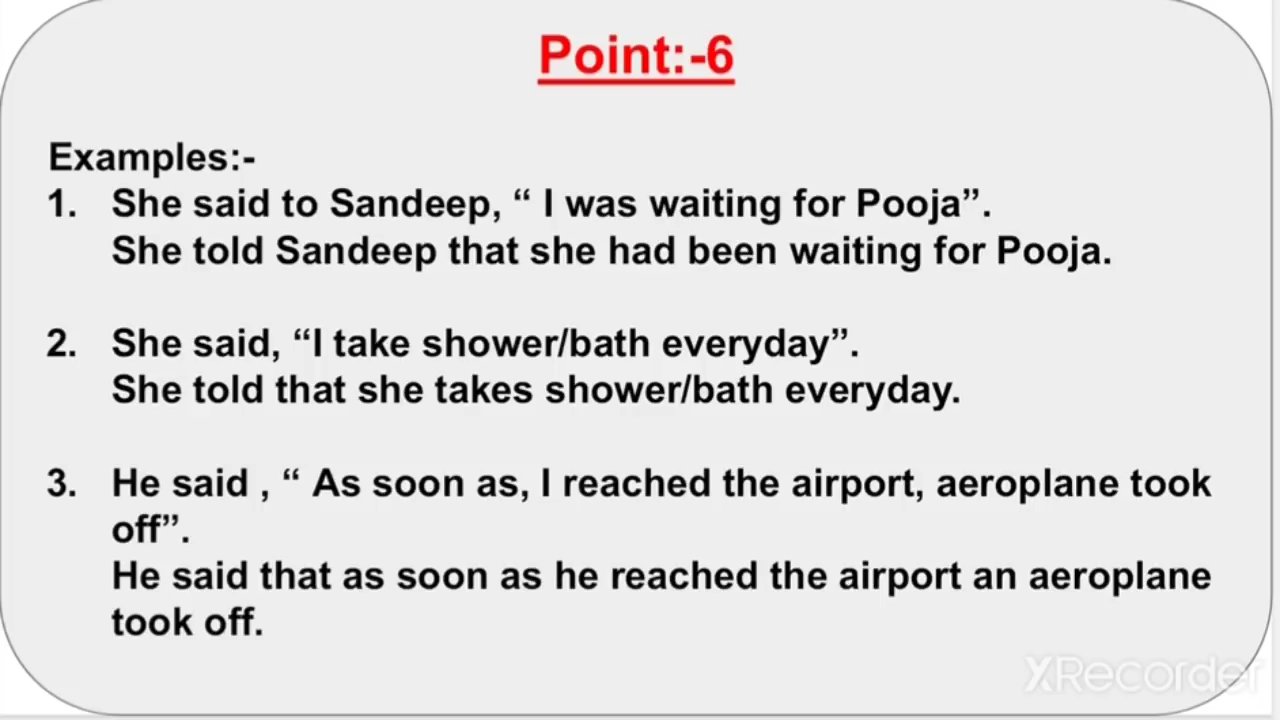 Point:-6
Examples:-
1. She said to Sandeep, “ I was waiting for Pooja”.
She told Sandeep that she had been waiting for Pooja.
2. She said, “I take shower/bath everyday”.
She told that she takes shower/bath everyday.
3. He said , “ As soon as, I reached the airport, aeroplane took
off”.
He said that as soon as he reached the airport an aeroplane
took off.
XRecorder